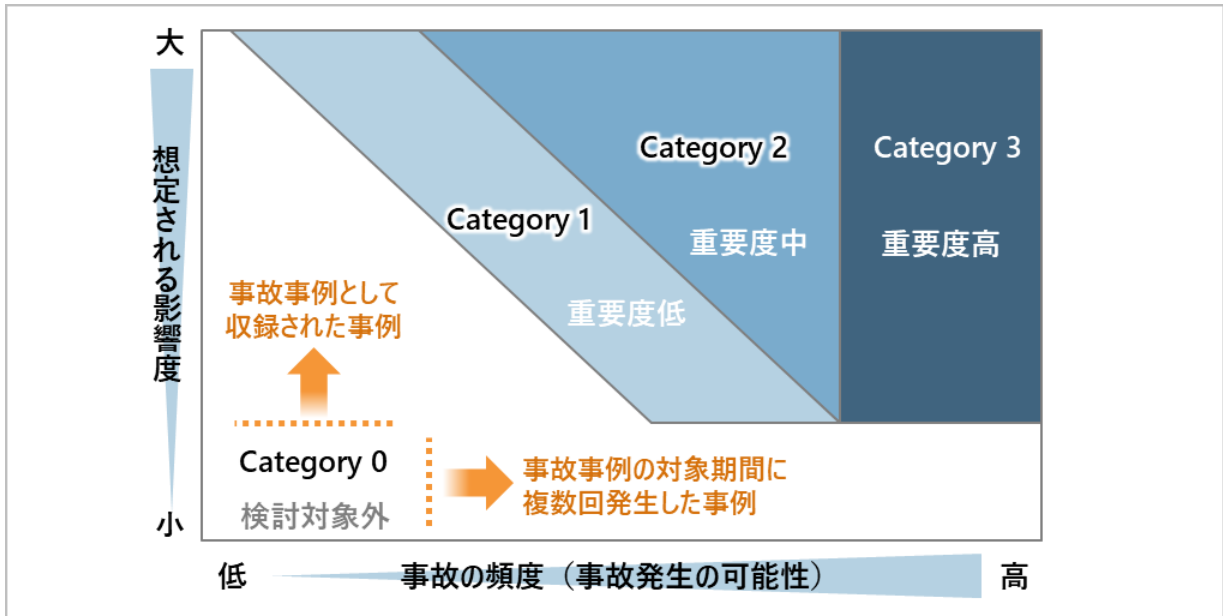 大
想定される影響度
小
Category 2
Category 3
Category 1
重要度中
重要度高
重要度低
事故事例として
収録された事例
Category 0
検討対象外
事故事例の対象期間に
複数回発生した事例
低
事故の頻度（事故発生の可能性）
高